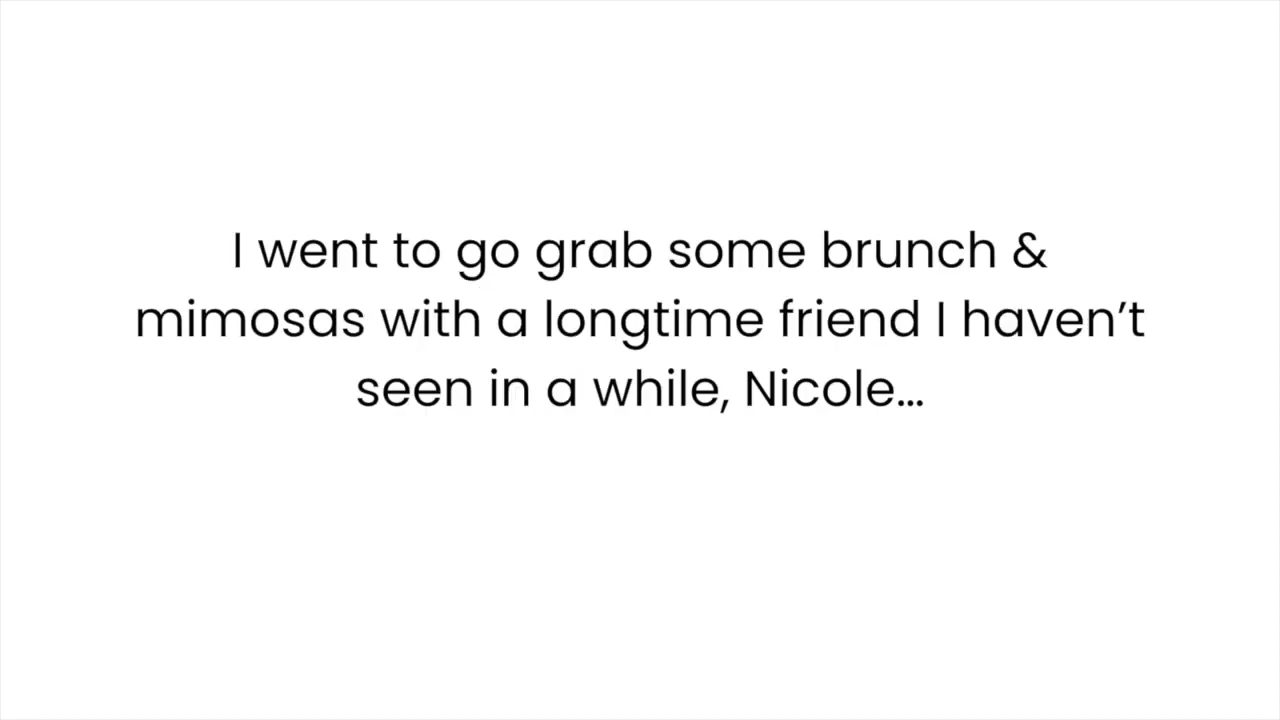 I went to go grab some brunch &
mimosas with a longtime friend I haven’t
seen in a while, Nicole...